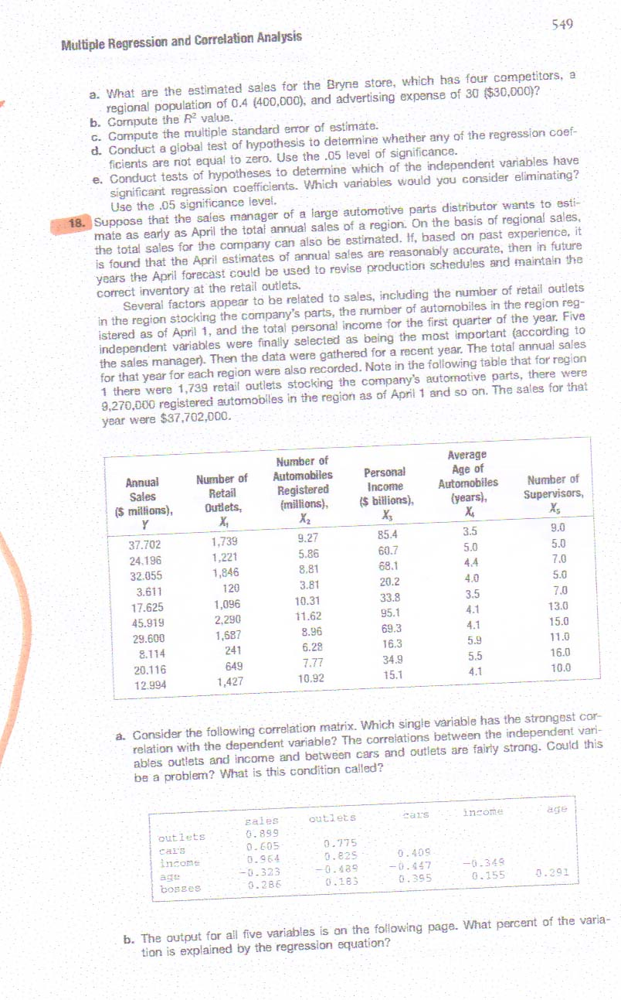 549
Multiple Regression and Correlation Analysis
a. What are the estimated sales for the Bryne store, which has four competitors, a
regional population of 0.4 (400,000), and advertising expense of 30 ($30,000)?
b. Compute the R² value.
c. Compute the multiple standard error of estimate.
d. Conduct a global test of hypothesis to determine whether any of the regression coef-
ficients are not equal to zero. Use the .05 level of significance.
e. Conduct tests of hypotheses to determine which of the independent variables have
significant regression coefficients. Which variables would you consider eliminating?
Use the .05 significance level.
18. Suppose that the sales manager of a large automotive parts distributor wants to esti-
mate as early as April the total annual sales of a region. On the basis of regional sales,
the total sales for the company can also be estimated. If, based on past experience, it
is found that the April estimates of annual sales are reasonably accurate, then in future
years the April forecast could be used to revise production schedules and maintain the
correct inventory at the retail outlets.
Several factors appear to be related to sales, including the number of retail outlets
in the region stocking the company's parts, the number of automobiles in the region reg-
istered as of April 1, and the total personal income for the first quarter of the year. Five
independent variables were finally selected as being the most important (according to
the sales manager). Then the data were gathered for a recent year. The total annual sales
for that year for each region were also recorded. Note in the following table that for region
1 there were 1,739 retail outlets stocking the company's automotive parts, there were
9,270,000 registered automobiles in the region as of April 1 and so on. The sales for that
year were $37,702,000.
Annual Sales ($ millions), Y Number of Retail Outlets, X₁ Number of Automobiles Registered (millions), X₂ Personal Income ($ billions), X₃ Average Age of Automobiles (years), X₄ Number of Supervisors, X₅
37.702 1,739 9.27 85.4 3.5 9.0
24.196 1,221 5.86 60.7 5.0 5.0
32.055 1,846 8.81 68.1 4.4 7.0
3.611 120 3.81 20.2 4.0 5.0
17.625 1,096 10.31 33.8 3.5 7.0
45.919 2,290 11.62 95.1 4.1 13.0
29.600 1,687 8.96 69.3 4.1 15.0
8.114 241 6.28 16.3 5.9 11.0
20.116 649 7.77 34.9 5.5 16.0
12.994 1,427 10.92 15.1 4.1 10.0
a. Consider the following correlation matrix. Which single variable has the strongest cor-
relation with the dependent variable? The correlations between the independent vari-
ables outlets and income and between cars and outlets are fairly strong. Could this
be a problem? What is this condition called?
sales outlets cars income age
outlets 0.899
cars 0.605 0.775
income 0.964 0.825 0.409
age -0.323 -0.489 -0.447 -0.349
bosses 0.286 0.183 0.395 0.155 0.291
b. The output for all five variables is on the following page. What percent of the varia-
tion is explained by the regression equation?